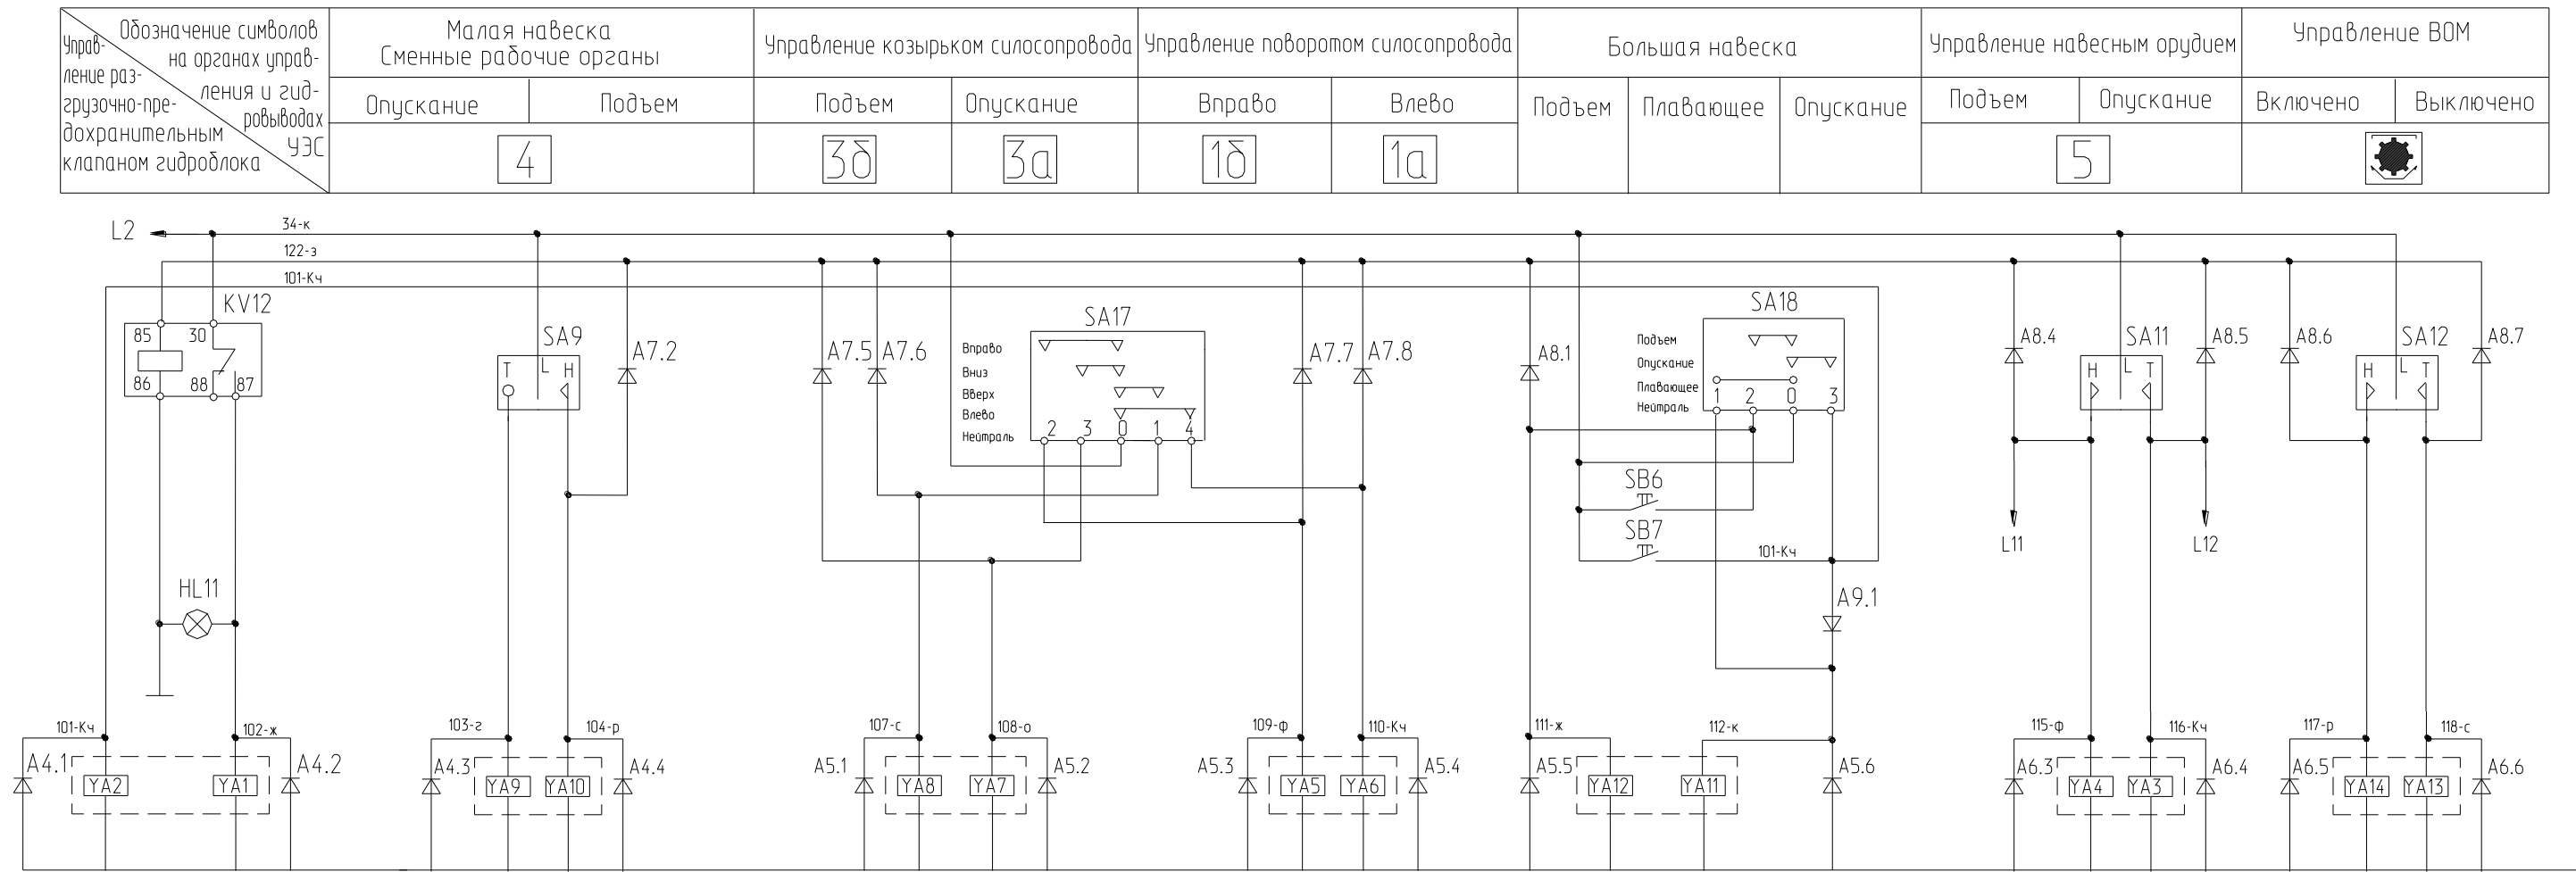 Обозначение символов
на органах управ-
ления и гид-
ровыводах
УЭС
Управ-
ление раз-
грузочно-пре-
дохранительным
клапаном гидроблока
Малая навеска
Сменные рабочие органы
Управление козырьком силосопровода
Управление поворотом силосопровода
Большая навеска
Управление навесным орудием
Управление ВОМ
Опускание
Подъем
Подъем
Опускание
Вправо
Влево
Подъем
Плавающее
Опускание
Подъем
Опускание
Включено
Выключено
4
3б
3а
1б
1а
5
L2
34-к
122-з
101-Кч
KV12
85
30
86
88
87
SA9
T
L
H
A7.2
A7.5
A7.6
SA17
Вправо
Вниз
Вверх
Влево
Нейтраль
2
3
0
1
4
A7.7
A7.8
A8.1
SA18
Подъем
Опускание
Плавающее
Нейтраль
1
2
0
3
SB6
SB7
101-Кч
A9.1
A8.4
SA11
H
L
T
A8.5
A8.6
SA12
H
L
T
A8.7
L11
L12
HL11
101-Кч
102-ж
103-г
104-р
107-с
108-о
109-ф
110-Кч
111-ж
112-к
115-ф
116-Кч
117-р
118-с
A4.1
YA2
YA1
A4.2
A4.3
YA9
YA10
A4.4
A5.1
YA8
YA7
A5.2
A5.3
YA5
YA6
A5.4
A5.5
YA12
YA11
A5.6
A6.3
YA4
YA3
A6.4
A6.5
YA14
YA13
A6.6